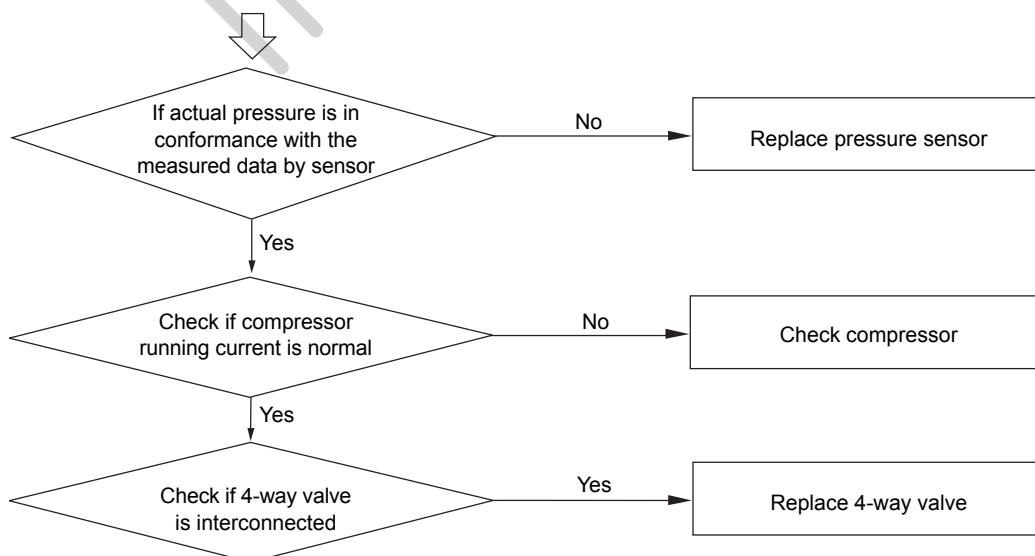 If actual pressure is in
conformance with the
measured data by sensor
No
Replace pressure sensor
Yes
Check if compressor
running current is normal
No
Check compressor
Yes
Check if 4-way valve
is interconnected
Yes
Replace 4-way valve